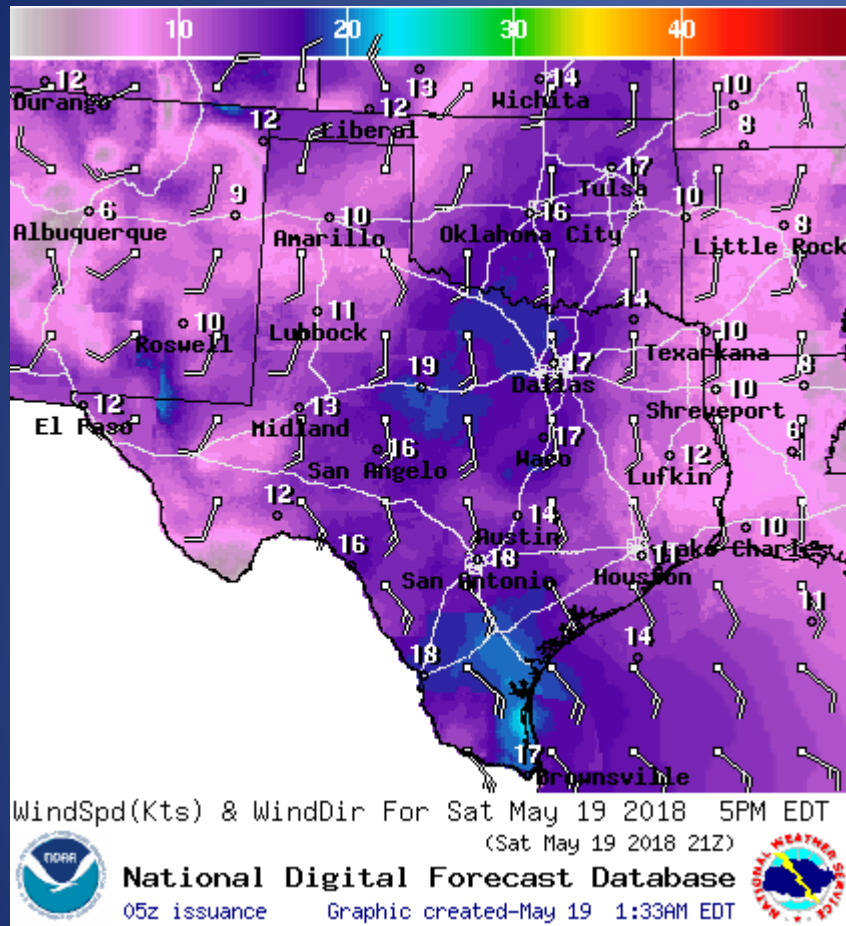 10 20 30 40
12 13 14 10
Durango Wichita
12 12 8
Liberal
17
Tulsa
6 9 10 16 10 8
Albuquerque Amarillo Oklahoma City Little Rock
10 11 14 10
Roswell Lubbock Texarkana
19 17 10 8
Dallas
12 13 Shreveport
El Paso Midland
16 17 12 6
San Angelo Waco Lufkin
12 14 10
Austin
16 18 11 Lake Charles
San Antonio Houston
11
18 14
17
Brownsville
WindSpd(Kts) & WindDir For Sat May 19 2018 5PM EDT
(Sat May 19 2018 21Z)
NOAA
National Digital Forecast Database
05z issuance Graphic created-May 19 1:33AM EDT
NATIONAL WEATHER SERVICE